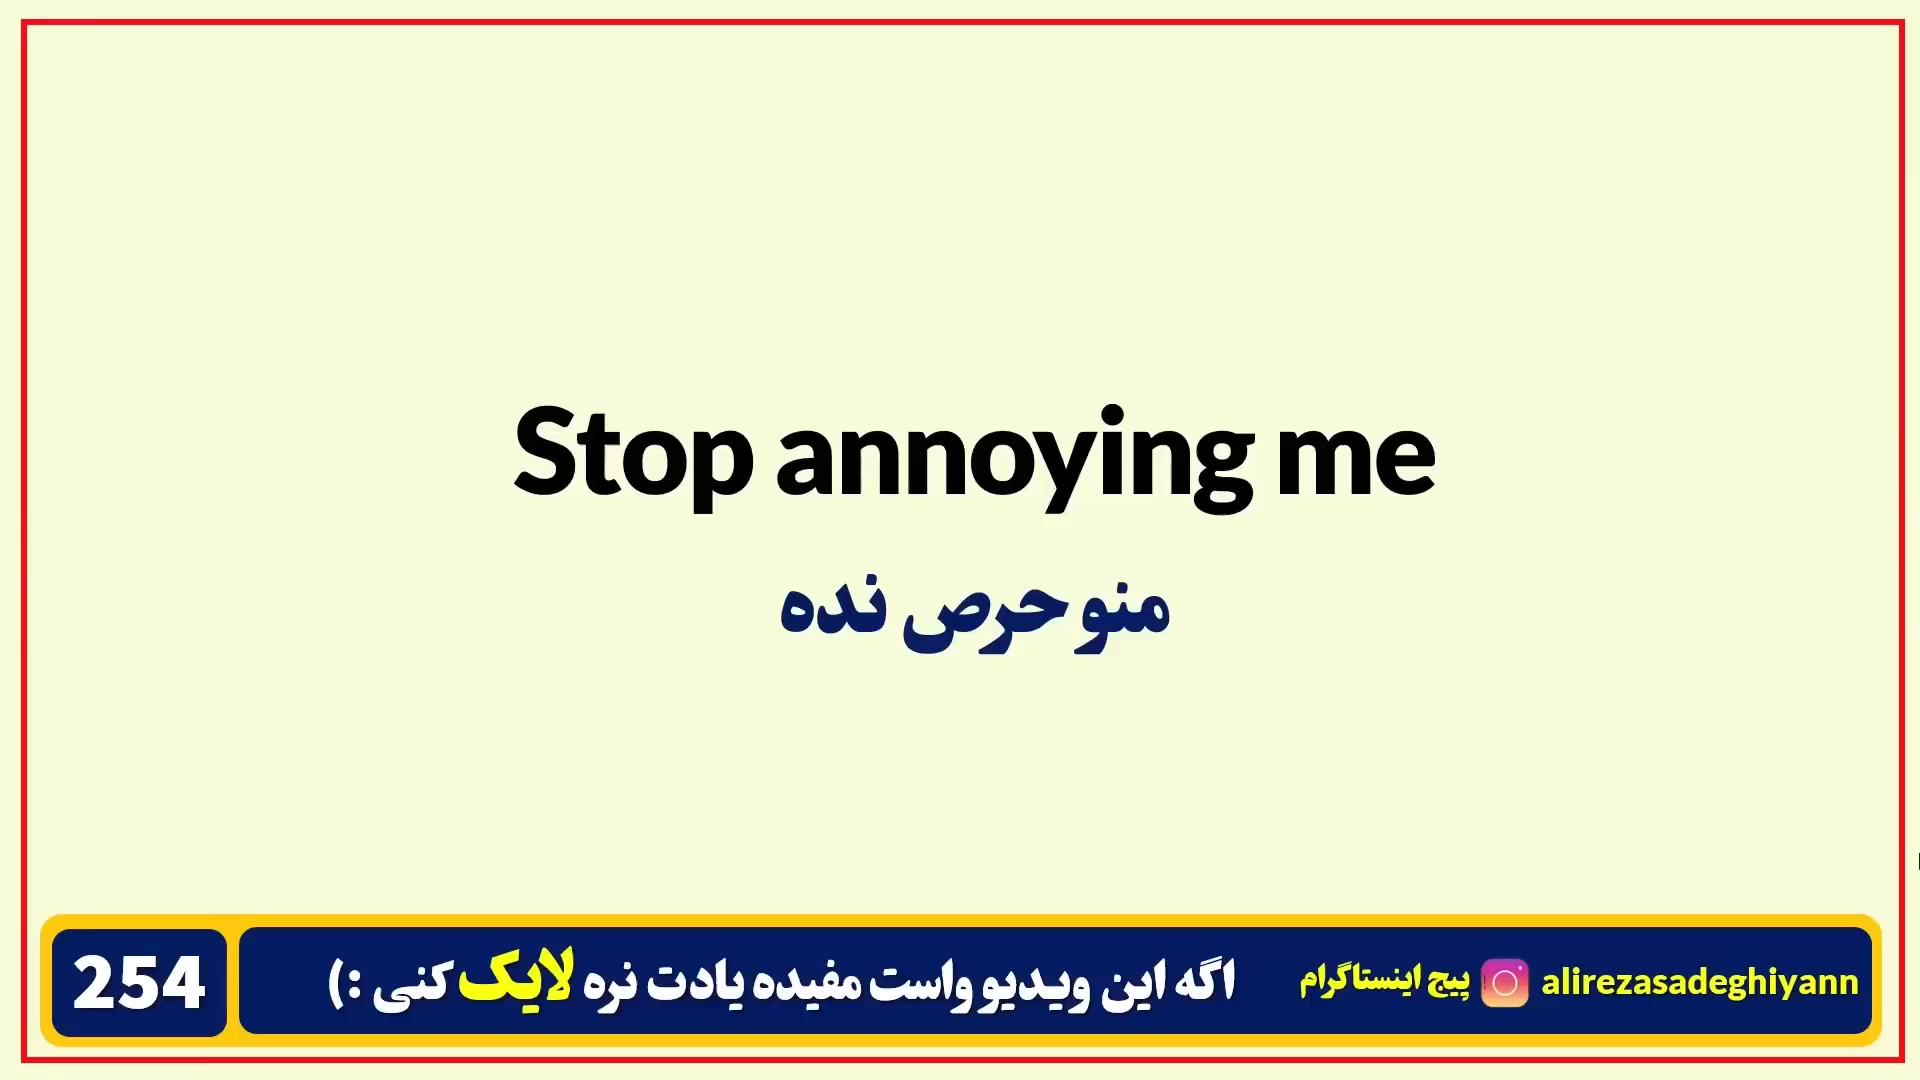 Stop annoying me
منو حرص نده
254
اگه این ویدیو واست مفیده یادت نره لایک کنی :)
پیج اینستاگرام alirezasadeghiyann